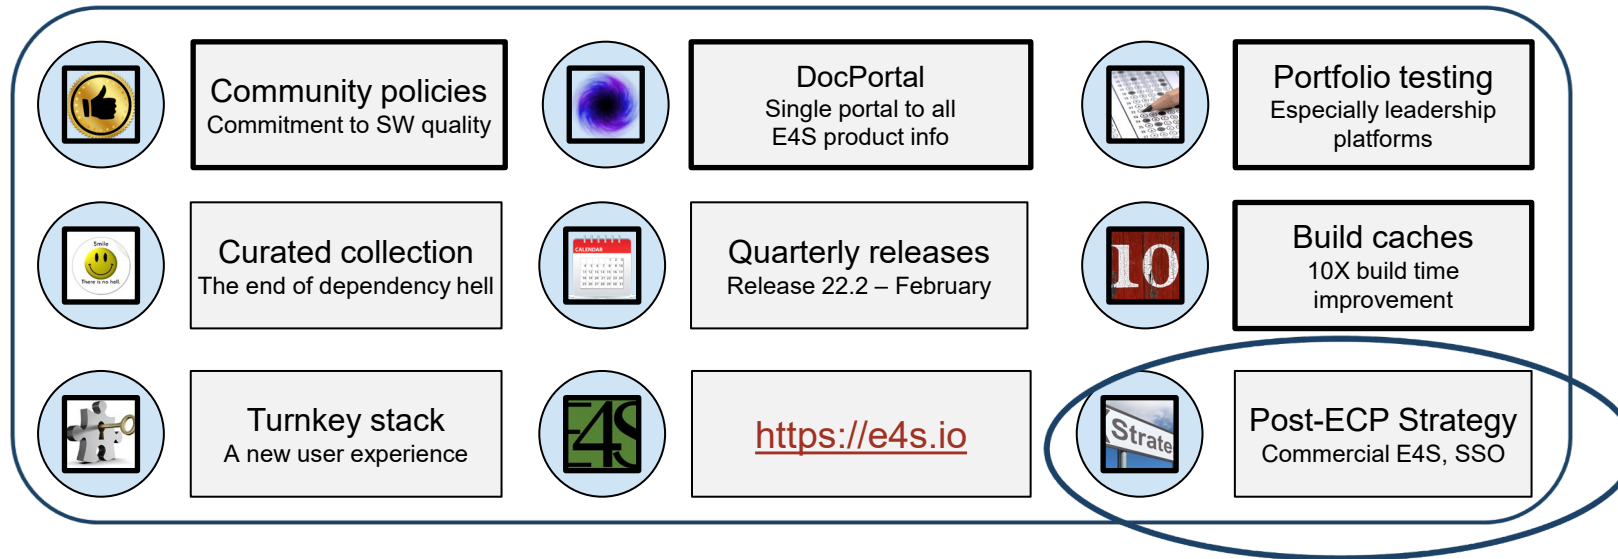 Community policies
Commitment to SW quality
DocPortal
Single portal to all
E4S product info
Portfolio testing
Especially leadership
platforms
Smile
There is no hell.
Curated collection
The end of dependency hell
CALENDAR
Quarterly releases
Release 22.2 – February
10
Build caches
10X build time
improvement
Turnkey stack
A new user experience
E4S
https://e4s.io
Strate
Post-ECP Strategy
Commercial E4S, SSO